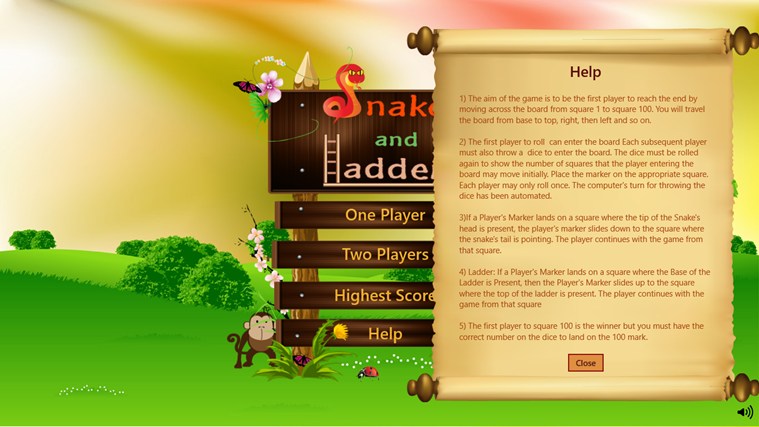 Snake
and
Ladder
One Player
Two Players
Highest Score
Help
Help
1) The aim of the game is to be the first player to reach the end by
moving across the board from square 1 to square 100. You will travel
the board from base to top, right, then left and so on.
2) The first player to roll  can enter the board Each subsequent player
must also throw a  dice to enter the board. The dice must be rolled
again to show the number of squares that the player entering the
board may move initially. Place the marker on the appropriate square.
Each player may only roll once. The computer's turn for throwing the
dice has been automated.
3)If a Player's Marker lands on a square where the tip of the Snake's
head is present, the player's marker slides down to the square where
the snake's tail is pointing. The player continues with the game from
that square.
4) Ladder: If a Player's Marker lands on a square where the Base of the
Ladder is Present, then the Player's Marker slides up to the square
where the top of the ladder is present. The player continues with the
game from that square
5) The first player to square 100 is the winner but you must have the
correct number on the dice to land on the 100 mark.
Close